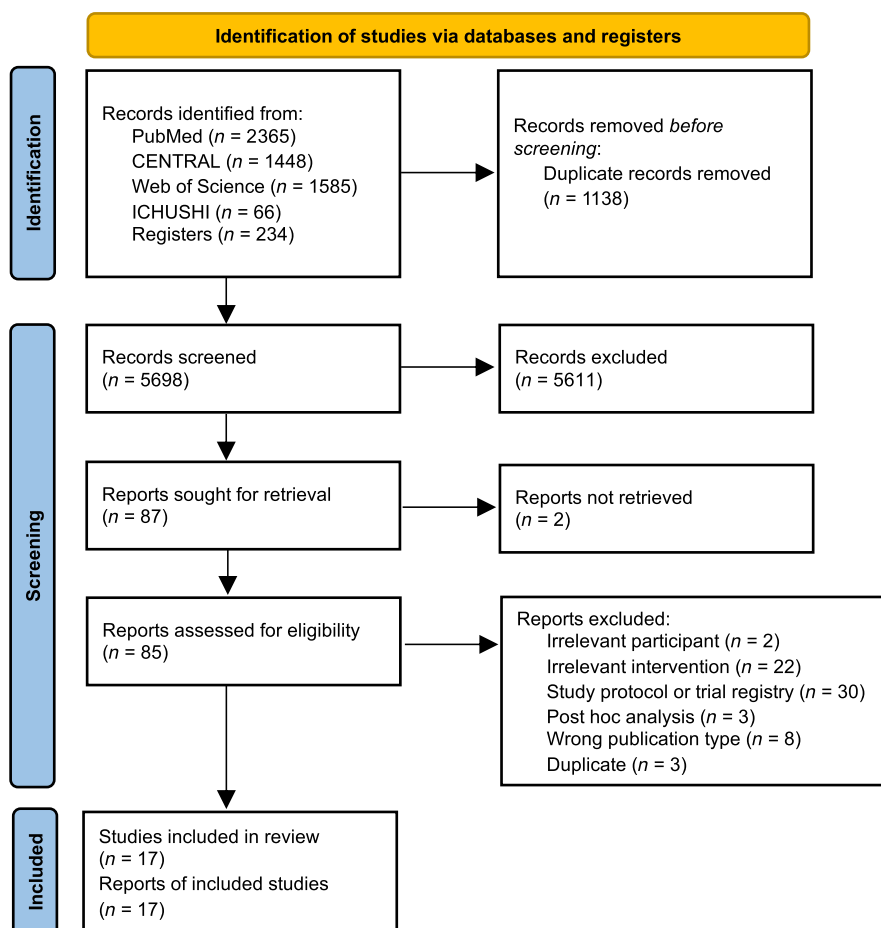 Identification of studies via databases and registers
Identification
Records identified from:
PubMed (n = 2365)
CENTRAL (n = 1448)
Web of Science (n = 1585)
ICHUSHI (n = 66)
Registers (n = 234)
Records removed before
screening:
Duplicate records removed
(n = 1138)
Screening
Records screened
(n = 5698)
Records excluded
(n = 5611)
Reports sought for retrieval
(n = 87)
Reports not retrieved
(n = 2)
Reports assessed for eligibility
(n = 85)
Reports excluded:
Irrelevant participant (n = 2)
Irrelevant intervention (n = 22)
Study protocol or trial registry (n = 30)
Post hoc analysis (n = 3)
Wrong publication type (n = 8)
Duplicate (n = 3)
Included
Studies included in review
(n = 17)
Reports of included studies
(n = 17)